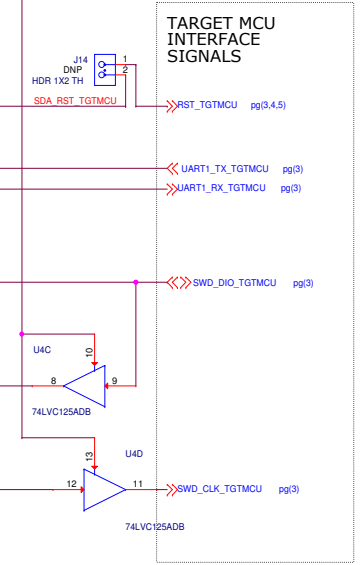 TARGET MCU
INTERFACE
SIGNALS
J14
DNP
HDR 1X2 TH
1
2
SDA_RST_TGTMCU
RST_TGTMCU pg(3,4,5)
UART1_TX_TGTMCU pg(3)
UART1_RX_TGTMCU pg(3)
SWD_DIO_TGTMCU pg(3)
U4C
10
8
9
74LVC125ADB
13
U4D
12
11
SWD_CLK_TGTMCU pg(3)
74LVC125ADB